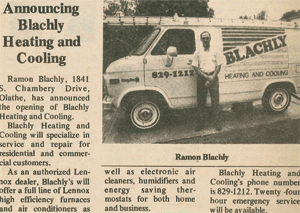 Announcing
Blachly
Heating and
Cooling
Ramon Blachly, 1841
S. Chambery Drive,
Olathe, has announced
the opening of Blachly
Heating and Cooling.
Blachly Heating and
Cooling will specialize in
service and repair for
residential and commer-
cial customers.
As an authorized Len-
nox dealer, Blachly's will
offer a full line of Lennox
high efficiency furnaces
and air conditioners as
BLACHLY
HEATING AND COOLING
829-1212
Ramon Blachly
well as electronic air
cleaners, humidifiers and
energy saving ther-
mostats for both home
and business.
Blachly Heating and
Cooling's phone number
is 829-1212. Twenty-four
hour emergency service
will be available.